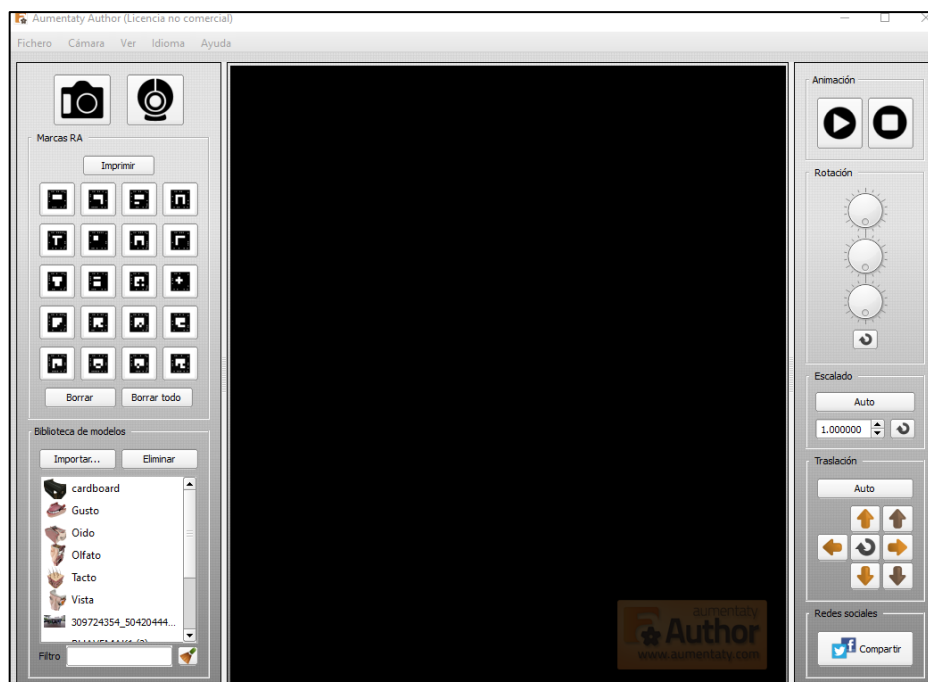 Aumentaty Author (Licencia no comercial)
Fichero Cámara Ver Idioma Ayuda
Marcas RA
Imprimir
Borrar Borrar todo
Biblioteca de modelos
Importar... Eliminar
cardboard
Gusto
Oido
Olfato
Tacto
Vista
309724354_50420444...
Filtro
aumentaty
Author
www.aumentaty.com
Animación
Rotación
Escalado
Auto
1.000000
Traslación
Auto
Redes sociales
Compartir